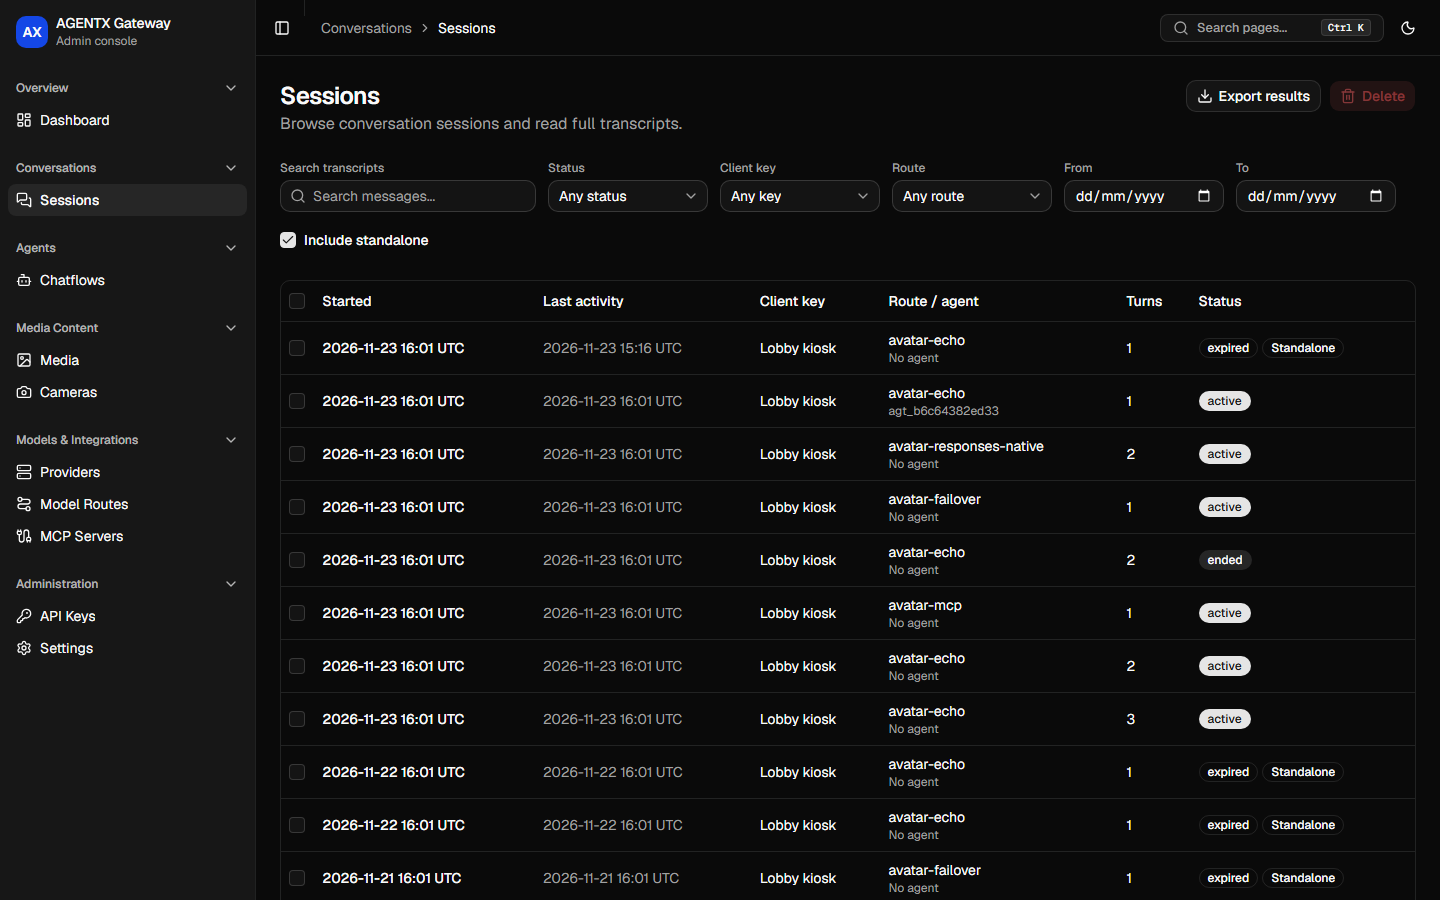 AX
AGENTX Gateway
Admin console
Overview
Dashboard
Conversations
Sessions
Agents
Chatflows
Media Content
Media
Cameras
Models & Integrations
Providers
Model Routes
MCP Servers
Administration
API Keys
Settings
Conversations > Sessions
Search pages... Ctrl K
Sessions
Browse conversation sessions and read full transcripts.
Export results
Delete
Search transcripts Status Client key Route From To
Search messages... Any status Any key Any route dd/mm/yyyy dd/mm/yyyy
Include standalone
Started Last activity Client key Route / agent Turns Status
2026-11-23 16:01 UTC 2026-11-23 15:16 UTC Lobby kiosk avatar-echo 1 expired Standalone
No agent
2026-11-23 16:01 UTC 2026-11-23 16:01 UTC Lobby kiosk avatar-echo 1 active
agt_b6c64382ed33
2026-11-23 16:01 UTC 2026-11-23 16:01 UTC Lobby kiosk avatar-responses-native 2 active
No agent
2026-11-23 16:01 UTC 2026-11-23 16:01 UTC Lobby kiosk avatar-failover 1 active
No agent
2026-11-23 16:01 UTC 2026-11-23 16:01 UTC Lobby kiosk avatar-echo 2 ended
No agent
2026-11-23 16:01 UTC 2026-11-23 16:01 UTC Lobby kiosk avatar-mcp 1 active
No agent
2026-11-23 16:01 UTC 2026-11-23 16:01 UTC Lobby kiosk avatar-echo 2 active
No agent
2026-11-23 16:01 UTC 2026-11-23 16:01 UTC Lobby kiosk avatar-echo 3 active
No agent
2026-11-22 16:01 UTC 2026-11-22 16:01 UTC Lobby kiosk avatar-echo 1 expired Standalone
No agent
2026-11-22 16:01 UTC 2026-11-22 16:01 UTC Lobby kiosk avatar-echo 1 expired Standalone
No agent
2026-11-21 16:01 UTC 2026-11-21 16:01 UTC Lobby kiosk avatar-failover 1 expired Standalone
No agent